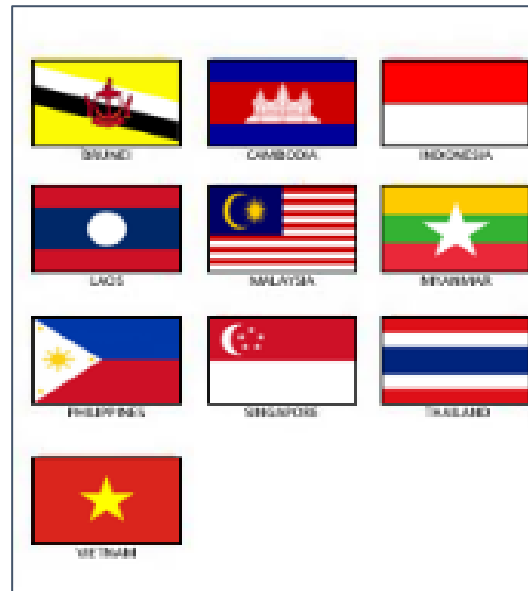 BRUNEI
CAMBODIA
INDONESIA
LAOS
MALAYSIA
MYANMAR
PHILIPPINES
SINGAPORE
THAILAND
VIETNAM